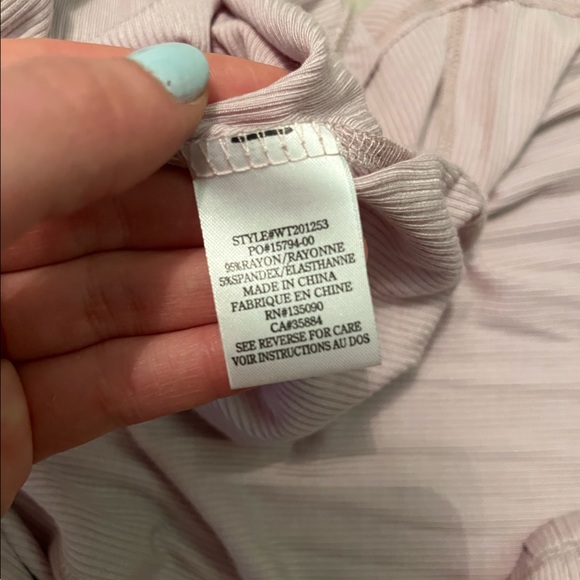 STYLE#WT201253
PO#15794-00
95%RAYON/RAYONNE
5%SPANDEX/ÉLASTHANNE
MADE IN CHINA
FABRIQUE EN CHINE
RN#135090
CA#35884
SEE REVERSE FOR CARE
VOIR INSTRUCTIONS AU DOS